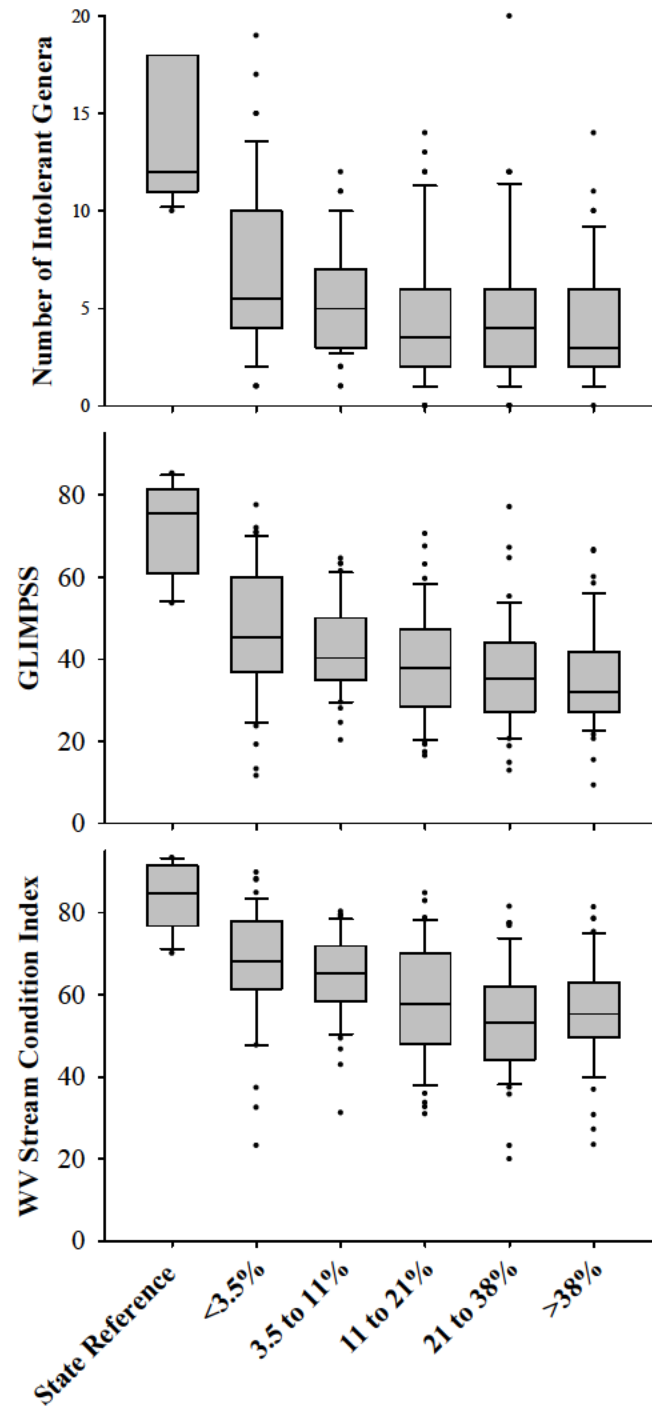 20
15
10
5
0
Number of Intolerant Genera
80
60
40
20
0
GLIMPSS
80
60
40
20
0
WV Stream Condition Index
State Reference
<3.5%
3.5 to 11%
11 to 21%
21 to 38%
>38%